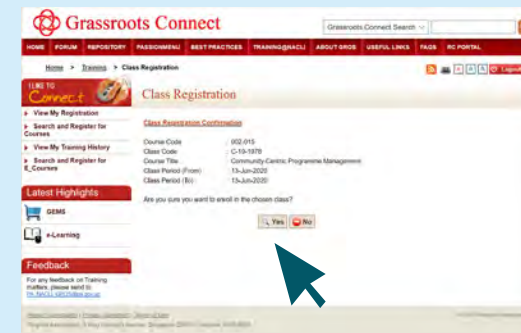 Grassroots Connect
Grassroots Connect Search
HOME FORUM REPOSITORY PASSIONMENU BEST PRACTICES TRAINING@NACLI ABOUT GROS USEFUL LINKS FAQS RC PORTAL
Home > Training > Class Registration
Logout
I LIKE TO
Connect
View My Registration
Search and Register for
Courses
View My Training History
Search and Register for
E_Courses
Latest Highlights
GEMS
e-Learning
Feedback
For any feedback on Training
matters, please send to
Class Registration
Class Registration Confirmation
Course Code : 002-015
Class Code : C-19-1978
Course Title : Community-Centric Programme Management
Class Period (From) : 13-Jun-2020
Class Period (To) : 13-Jun-2020
Are you sure you want to enroll in the chosen class?
Yes No